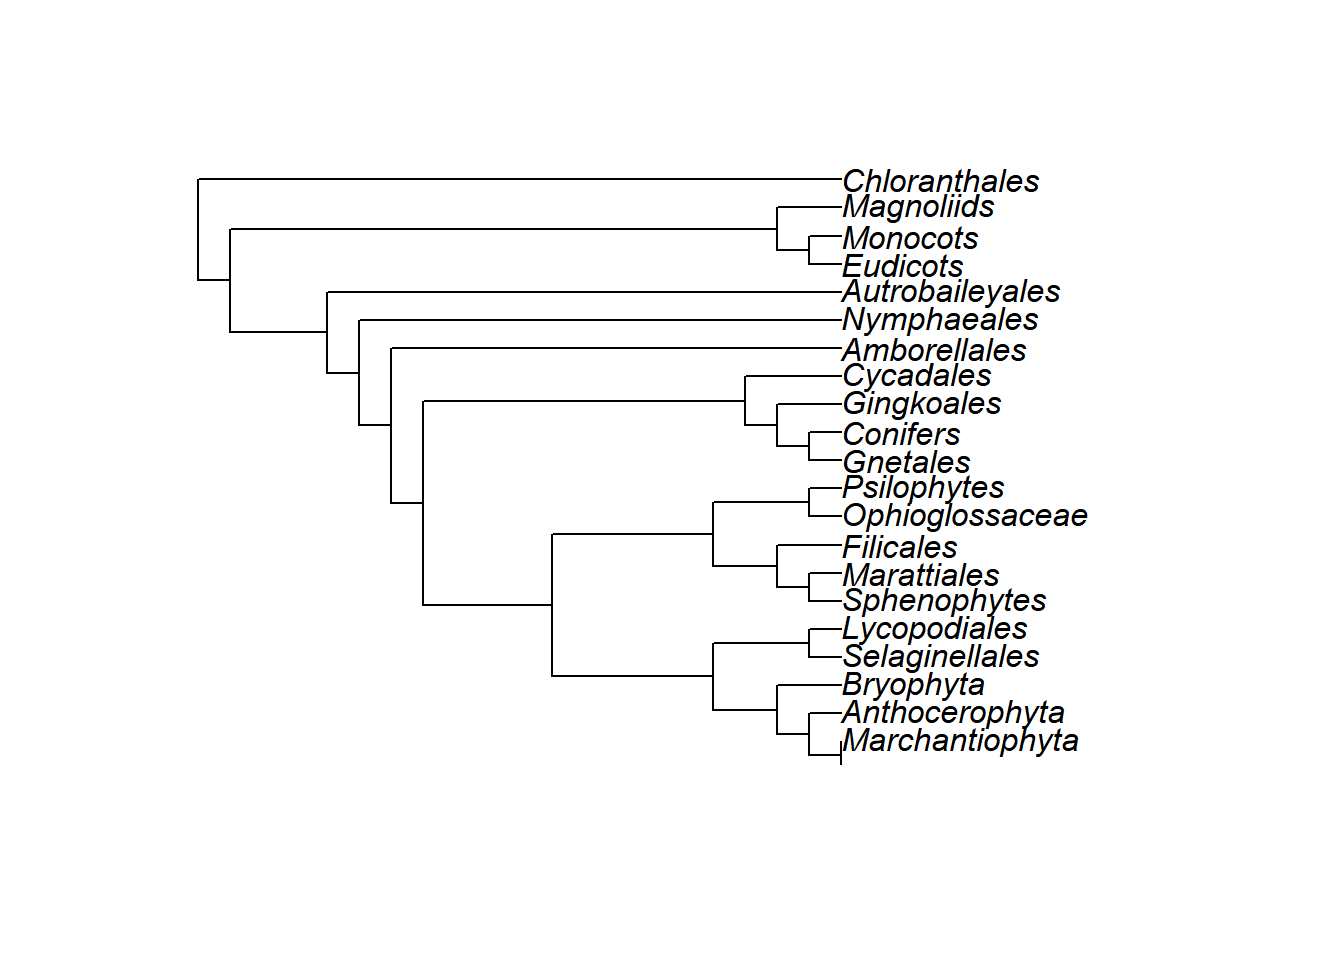 Chloranthales
Magnoliids
Monocots
Eudicots
Autrobaileyales
Nymphaeales
Amborellales
Cycadales
Gingkoales
Conifers
Gnetales
Psilophytes
Ophioglossaceae
Filicales
Marattiales
Sphenophytes
Lycopodiales
Selaginellales
Bryophyta
Anthocerophyta
Marchantiophyta